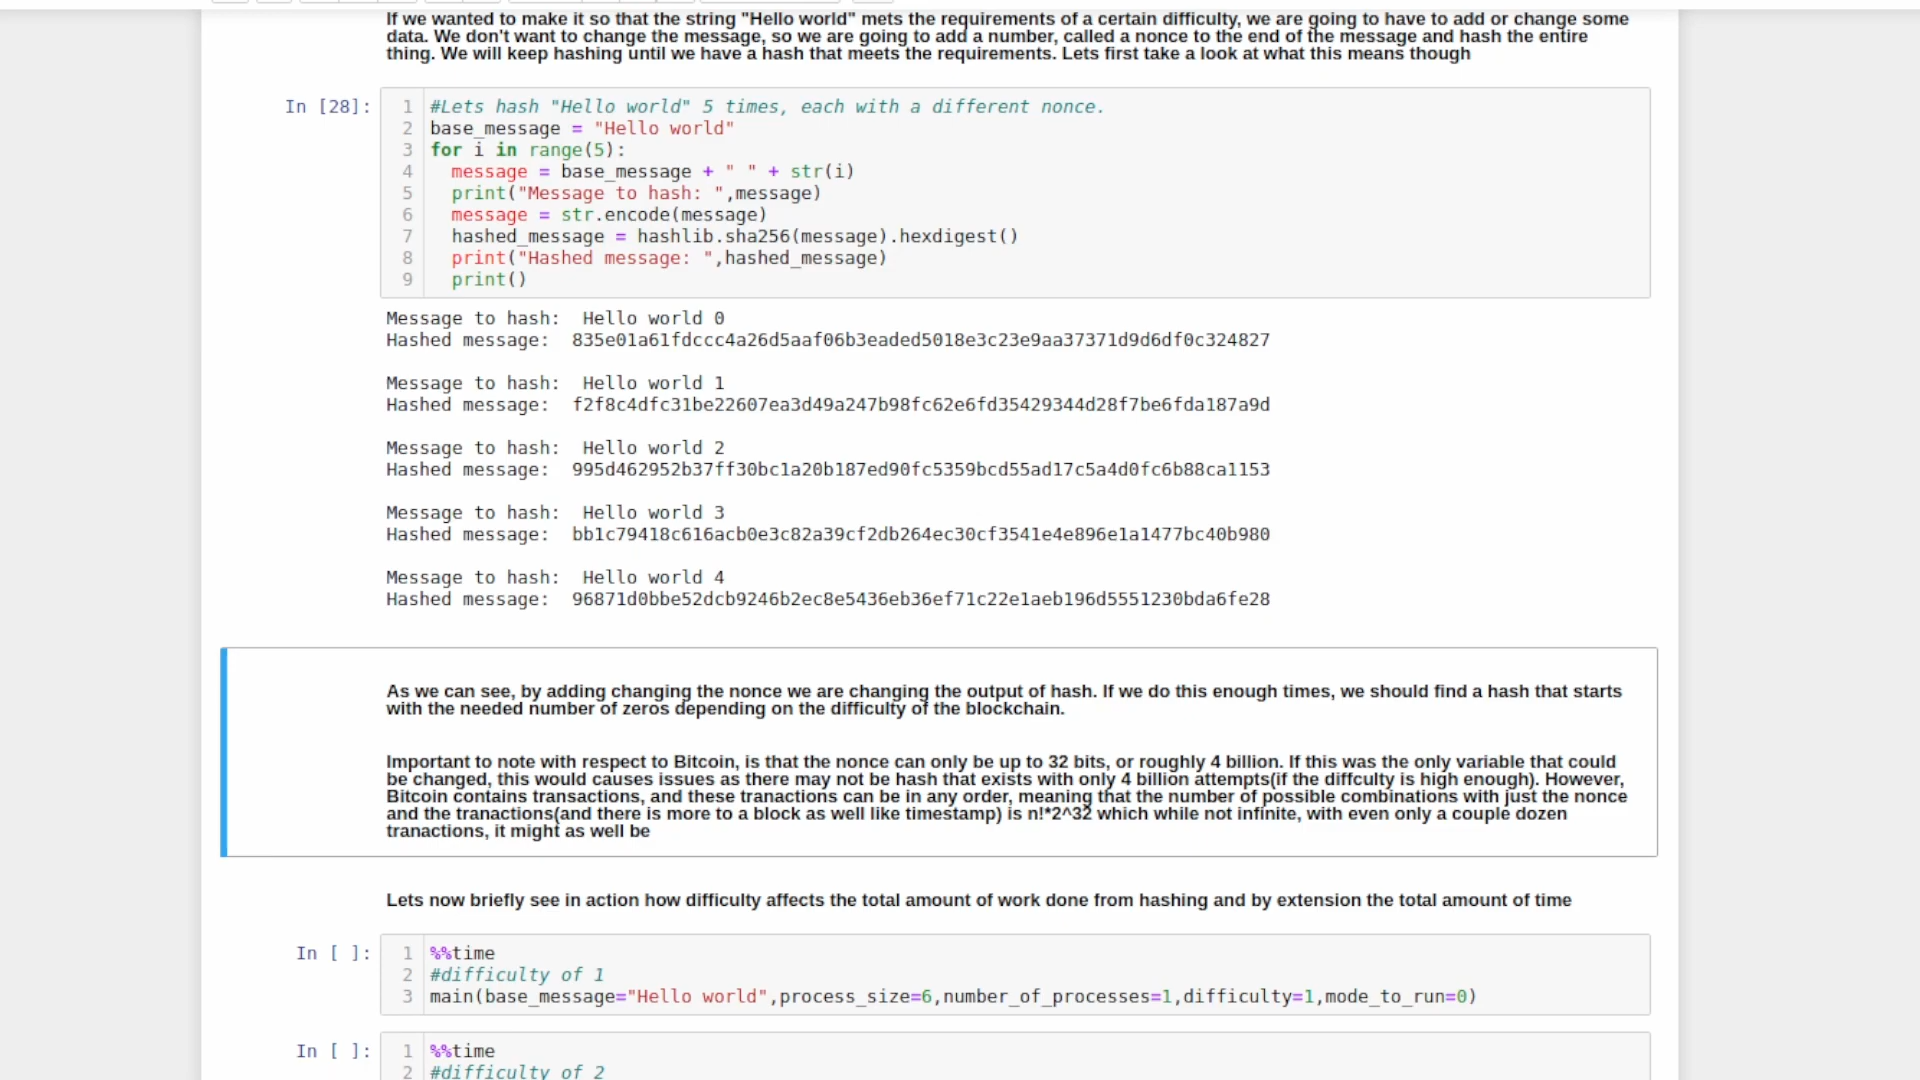 If we wanted to make it so that the string "Hello world" mets the requirements of a certain difficulty, we are going to have to add or change some
data. We don't want to change the message, so we are going to add a number, called a nonce to the end of the message and hash the entire
thing. We will keep hashing until we have a hash that meets the requirements. Lets first take a look at what this means though
In [28]:
1 #Lets hash "Hello world" 5 times, each with a different nonce.
2 base_message = "Hello world"
3 for i in range(5):
4   message = base_message + " " + str(i)
5   print("Message to hash: ",message)
6   message = str.encode(message)
7   hashed_message = hashlib.sha256(message).hexdigest()
8   print("Hashed message: ",hashed_message)
9   print()
Message to hash:  Hello world 0
Hashed message:  835e01a61fdccc4a26d5aaf06b3eaded5018e3c23e9aa37371d9d6df0c324827
Message to hash:  Hello world 1
Hashed message:  f2f8c4dfc31be22607ea3d49a247b98fc62e6fd35429344d28f7be6fda187a9d
Message to hash:  Hello world 2
Hashed message:  995d462952b37ff30bc1a20b187ed90fc5359bcd55ad17c5a4d0fc6b88ca1153
Message to hash:  Hello world 3
Hashed message:  bb1c79418c616acb0e3c82a39cf2db264ec30cf3541e4e896e1a1477bc40b980
Message to hash:  Hello world 4
Hashed message:  96871d0bbe52dcb9246b2ec8e5436eb36ef71c22e1aeb196d5551230bda6fe28
As we can see, by adding changing the nonce we are changing the output of hash. If we do this enough times, we should find a hash that starts
with the needed number of zeros depending on the difficulty of the blockchain.
Important to note with respect to Bitcoin, is that the nonce can only be up to 32 bits, or roughly 4 billion. If this was the only variable that could
be changed, this would causes issues as there may not be hash that exists with only 4 billion attempts(if the diffculty is high enough). However,
Bitcoin contains transactions, and these tranactions can be in any order, meaning that the number of possible combinations with just the nonce
and the tranactions(and there is more to a block as well like timestamp) is n!*2^32 which while not infinite, with even only a couple dozen
tranactions, it might as well be
Lets now briefly see in action how difficulty affects the total amount of work done from hashing and by extension the total amount of time
In [ ]:
1 %%time
2 #difficulty of 1
3 main(base_message="Hello world",process_size=6,number_of_processes=1,difficulty=1,mode_to_run=0)
In [ ]:
1 %%time
2 #difficulty of 2